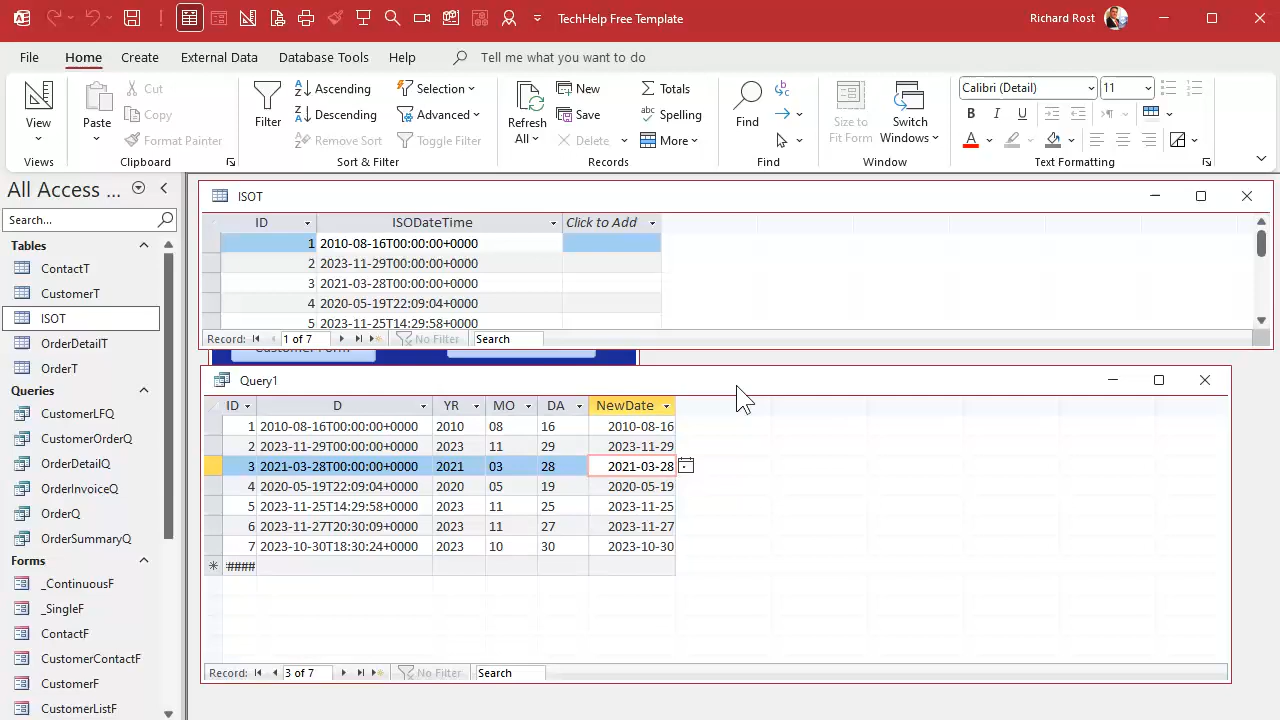 TechHelp Free Template
Richard Rost
File Home Create External Data Database Tools Help Tell me what you want to do
View
Views
Paste
Cut
Copy
Format Painter
Clipboard
Filter
Ascending
Descending
Remove Sort
Selection
Advanced
Toggle Filter
Sort & Filter
Refresh All
New
Save
Delete
Totals
Spelling
More
Records
Find
Find
Size to Fit Form
Switch Windows
Window
Calibri (Detail) 11
B I U
A
Text Formatting
All Access ...
Search...
Tables
ContactT
CustomerT
ISOT
OrderDetailT
OrderT
Queries
CustomerLFQ
CustomerOrderQ
OrderDetailQ
OrderInvoiceQ
OrderQ
OrderSummaryQ
Forms
_ContinuousF
_SingleF
ContactF
CustomerContactF
CustomerF
CustomerListF
ISOT
ID ISODateTime Click to Add
1 2010-08-16T00:00:00+0000
2 2023-11-29T00:00:00+0000
3 2021-03-28T00:00:00+0000
4 2020-05-19T22:09:04+0000
5 2023-11-25T14:29:58+0000
Record: 1 of 7 No Filter Search
Customer Form
Query1
ID D YR MO DA NewDate
1 2010-08-16T00:00:00+0000 2010 08 16 2010-08-16
2 2023-11-29T00:00:00+0000 2023 11 29 2023-11-29
3 2021-03-28T00:00:00+0000 2021 03 28 2021-03-28
4 2020-05-19T22:09:04+0000 2020 05 19 2020-05-19
5 2023-11-25T14:29:58+0000 2023 11 25 2023-11-25
6 2023-11-27T20:30:09+0000 2023 11 27 2023-11-27
7 2023-10-30T18:30:24+0000 2023 10 30 2023-10-30
* ####
Record: 3 of 7 No Filter Search